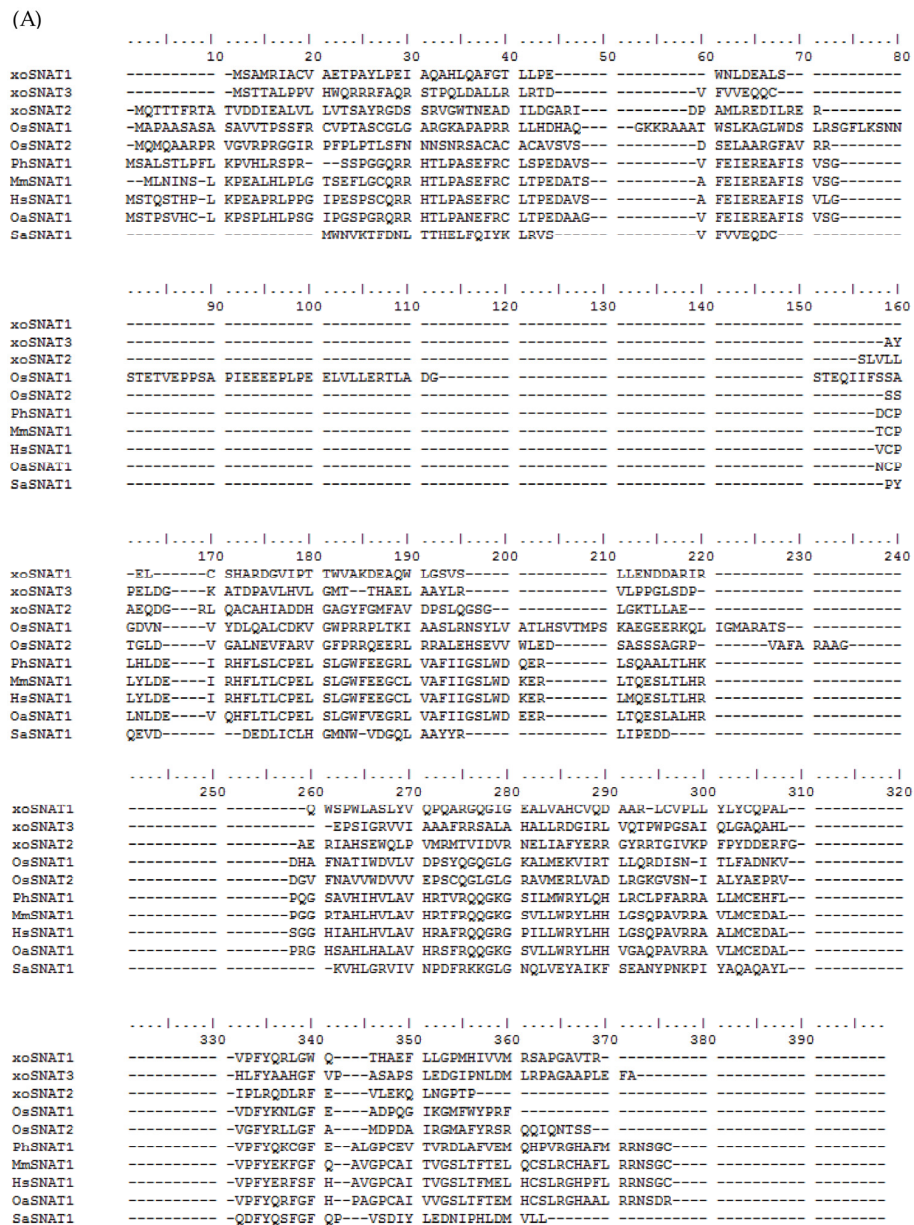 (A)
....|....| ....|....| ....|....| ....|....| ....|....| ....|....| ....|....| ....|....|
10 20 30 40 50 60 70 80
xoSNAT1 ---------- -MSAMRIACV AETPAYLPEI AQAHLQAFGT LLPE------ ---------- WNLDEALS-- ----------
xoSNAT3 ---------- -MSTTALPPV HWQRRRFAQR STPQLDALLR LRTD------ ---------V FVVEQQC--- ----------
xoSNAT2 -MQTTTFRTA TVDDIEALVL LVTSAYRGDS SRVGWTNEAD ILDGARI--- --------DP AMLREDILRE R---------
OsSNAT1 -MAPAASASA SAVVTPSSFR CVPTASCGLG ARGKAPAPRR LLHDHAQ--- --GKKRAAAT WSLKAGLWDS LRSGFLKSNN
OsSNAT2 -MQMQAARPR VGVRPRGGIR PFPLPTLSFN NNSNRSACAC ACAVSVS--- ---------D SELAARGFAV RR--------
PhSNAT1 MSALSTLPFL KPVHLRSPR- --SSPGGQRR HTLPASEFRC LSPEDAVS-- ---------V FEIEREAFIS VSG-------
MmSNAT1 --MLNINS-L KPEALHLPLG TSEFLGCQRR HTLPASEFRC LTPEDATS-- ---------A FEIEREAFIS VSG-------
HsSNAT1 MSTQSTHP-L KPEAPRLPPG IPESPSCQRR HTLPASEFRC LTPEDAVS-- ---------A FEIEREAFIS VLG-------
OaSNAT1 MSTPSVHC-L KPSPLHLPSG IPGSPGRQRR HTLPANEFRC LTPEDAAG-- ---------V FEIEREAFIS VSG-------
SaSNAT1 ---------- ---------- MWNVKTFDNL TTHELFQIYK LRVS------ ---------V FVVEQDC--- ----------
....|....| ....|....| ....|....| ....|....| ....|....| ....|....| ....|....| ....|....|
90 100 110 120 130 140 150 160
xoSNAT1 ---------- ---------- ---------- ---------- ---------- ---------- ---------- ----------
xoSNAT3 ---------- ---------- ---------- ---------- ---------- ---------- ---------- --------AY
xoSNAT2 ---------- ---------- ---------- ---------- ---------- ---------- ---------- -----SLVLL
OsSNAT1 STETVEPPSA PIEEEEPLPE ELVLLERTLA DG-------- ---------- ---------- ---------- STEQIIFSSA
OsSNAT2 ---------- ---------- ---------- ---------- ---------- ---------- ---------- --------SS
PhSNAT1 ---------- ---------- ---------- ---------- ---------- ---------- ---------- -------DCP
MmSNAT1 ---------- ---------- ---------- ---------- ---------- ---------- ---------- -------TCP
HsSNAT1 ---------- ---------- ---------- ---------- ---------- ---------- ---------- -------VCP
OaSNAT1 ---------- ---------- ---------- ---------- ---------- ---------- ---------- -------NCP
SaSNAT1 ---------- ---------- ---------- ---------- ---------- ---------- ---------- --------PY
....|....| ....|....| ....|....| ....|....| ....|....| ....|....| ....|....| ....|....|
170 180 190 200 210 220 230 240
xoSNAT1 -EL------C SHARDGVIPT TWVAKDEAQW LGSVS----- ---------- LLENDDARIR ---------- ----------
xoSNAT3 PELDG----K ATDPAVLHVL GMT--THAEL AAYLR----- ---------- VLPPGLSDP- ---------- ----------
xoSNAT2 AEQDG---RL QACAHIADDH GAGYFGMFAV DPSLQGSG-- ---------- LGKTLLAE-- ---------- ----------
OsSNAT1 GDVN-----V YDLQALCDKV GWPRRPLTKI AASLRNSYLV ATLHSVTMPS KAEGEERKQL IGMARATS-- ----------
OsSNAT2 TGLD-----V GALNEVFARV GFPRRQEERL RRALEHSEVV WLED------ SASSSAGRP- ------VAFA RAAG------
PhSNAT1 LHLDE----I RHFLSLCPEL SLGWFEEGRL VAFIIGSLWD QER------- LSQAALTLHK ---------- ----------
MmSNAT1 LYLDE----I RHFLTLCPEL SLGWFEEGCL VAFIIGSLWD KER------- LTQESLTLHR ---------- ----------
HsSNAT1 LYLDE----I RHFLTLCPEL SLGWFEEGCL VAFIIGSLWD KER------- LMQESLTLHR ---------- ----------
OaSNAT1 LNLDE----V QHFLTLCPEL SLGWFVEGRL VAFIIGSLWD EER------- LTQESLALHR ---------- ----------
SaSNAT1 QEVD------ --DEDLICLH GMNW-VDGQL AAYYR----- ---------- LIPEDD---- ---------- ----------
....|....| ....|....| ....|....| ....|....| ....|....| ....|....| ....|....| ....|....|
250 260 270 280 290 300 310 320
xoSNAT1 ---------- ---------Q WSPWLASLYV QPQARGQGIG EALVAHCVQD AAR-LCVPLL YLYCQPAL-- ----------
xoSNAT3 ---------- ---------- --EPSIGRVVI AAAFRRSALA HALLRDGIRL VQTPWPGSAI QLGAQAHL-- ----------
xoSNAT2 ---------- --------AE RIAHSEWQLP VMRMTVIDVR NELIAFYERR GYRRTGIVKP FPYDDERFG- ----------
OsSNAT1 ---------- -------DHA FNATIWDVLV DPSYQGQGLG KALMEKVIRT LLQRDISN-I TLFADNKV-- ----------
OsSNAT2 ---------- -------DGV FNAVVWDVVV EPSCQGLGLG RAVMERLVAD LRGKGVSN-I ALYAEPRV-- ----------
PhSNAT1 ---------- -------PQG SAVHIHVLAV HRTVRQQGKG SILMWRYLQH LRCLPFARRA LLMCEHFL-- ----------
MmSNAT1 ---------- -------PGG RTAHLHVLAV HRTFRQQGKG SVLLWRYLHH LGSQPAVRRA VLMCEDAL-- ----------
HsSNAT1 ---------- -------SGG HIAHLHVLAV HRAFRQQGRG PILLWRYLHH LGSQPAVRRA ALMCEDAL-- ----------
OaSNAT1 ---------- -------PRG HSAHLHALAV HRSFRQQGKG SVLLWRYLHH VGAQPAVRRA VLMCEDAL-- ----------
SaSNAT1 ---------- ---------- --KVHLGRVIV NPDFRKKGLG NQLVEYAIKF SEANYPNKPI YAQAQAYL-- ----------
....|....| ....|....| ....|....| ....|....| ....|....| ....|....| ....|....| ....|...
330 340 350 360 370 380 390
xoSNAT1 ---------- -VPFYQRLGW Q----THAEF LLGPMHIVVM RSAPGAVTR- ---------- ---------- --------
xoSNAT3 ---------- -HLFYAAHGF VP---ASAPS LEDGIPNLDM LRPAGAAPLE FA-------- ---------- --------
xoSNAT2 ---------- -IPLRQDLRF E----VLEKQ LNGPTP---- ---------- ---------- ---------- --------
OsSNAT1 ---------- -VDFYKNLGF E----ADPQG IKGMFWYPRF ---------- ---------- ---------- --------
OsSNAT2 ---------- -VGFYRLLGF A----MDPDA IRGMAFYRSR QQIQNTSS-- ---------- ---------- --------
PhSNAT1 ---------- -VPFYQKCGF E--ALGPCEV TVRDLAFVEM QHPVRGHAFM RRNSGC---- ---------- --------
MmSNAT1 ---------- -VPFYEKFGF Q--AVGPCAI TVGSLTFTEL QCSLRCHAFL RRNSGC---- ---------- --------
HsSNAT1 ---------- -VPFYERFSF H--AVGPCAI TVGSLTFMEL HCSLRGHPFL RRNSGC---- ---------- --------
OaSNAT1 ---------- -VPFYQRFGF H--PAGPCAI VVGSLTFTEM HCSLRGHAAL RRNSDR---- ---------- --------
SaSNAT1 ---------- -QDFYQSFGF QP---VSDIY LEDNIPHLDM VLL------- ---------- ---------- --------